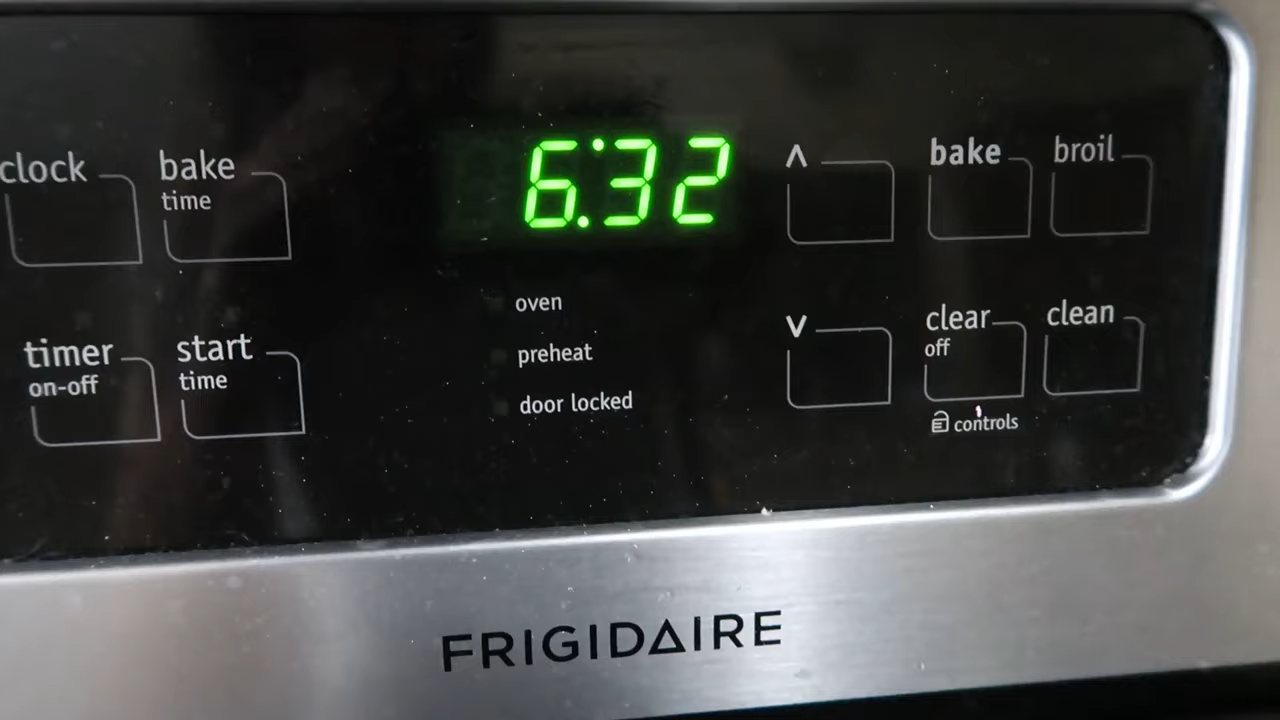 6:32
clock
bake
time
timer
on-off
start
time
oven
preheat
door locked
∧
bake
broil
∨
clear
off
clean
controls
FRIGIDAIRE